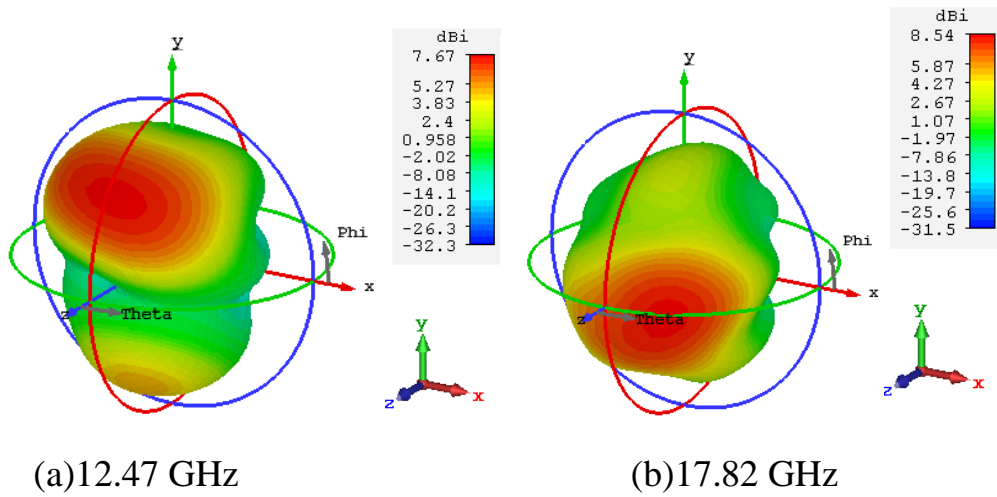 dBi
7.67
5.27
3.83
2.4
0.958
-2.02
-8.08
-14.1
-20.2
-26.3
-32.3
y
Phi
x
z
Theta
y
z
x
(a)12.47 GHz
dBi
8.54
5.87
4.27
2.67
1.07
-1.97
-7.86
-13.8
-19.7
-25.6
-31.5
y
Phi
x
z
Theta
y
z
x
(b)17.82 GHz